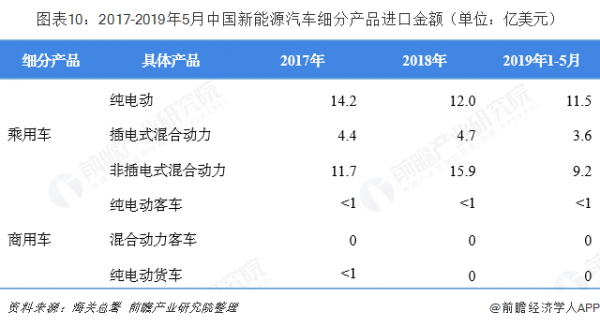 图表10：2017-2019年5月中国新能源汽车细分产品进口金额（单位：亿美元）
细分产品 具体产品 2017年 2018年 2019年1-5月
纯电动 14.2 12.0 11.5
乘用车 插电式混合动力 4.4 4.7 3.6
非插电式混合动力 11.7 15.9 9.2
纯电动客车 <1 <1 <1
商用车 混合动力客车 0 0 0
纯电动货车 <1 0 0
资料来源：海关总署 前瞻产业研究院整理
@前瞻经济学人APP
前瞻产业研究院